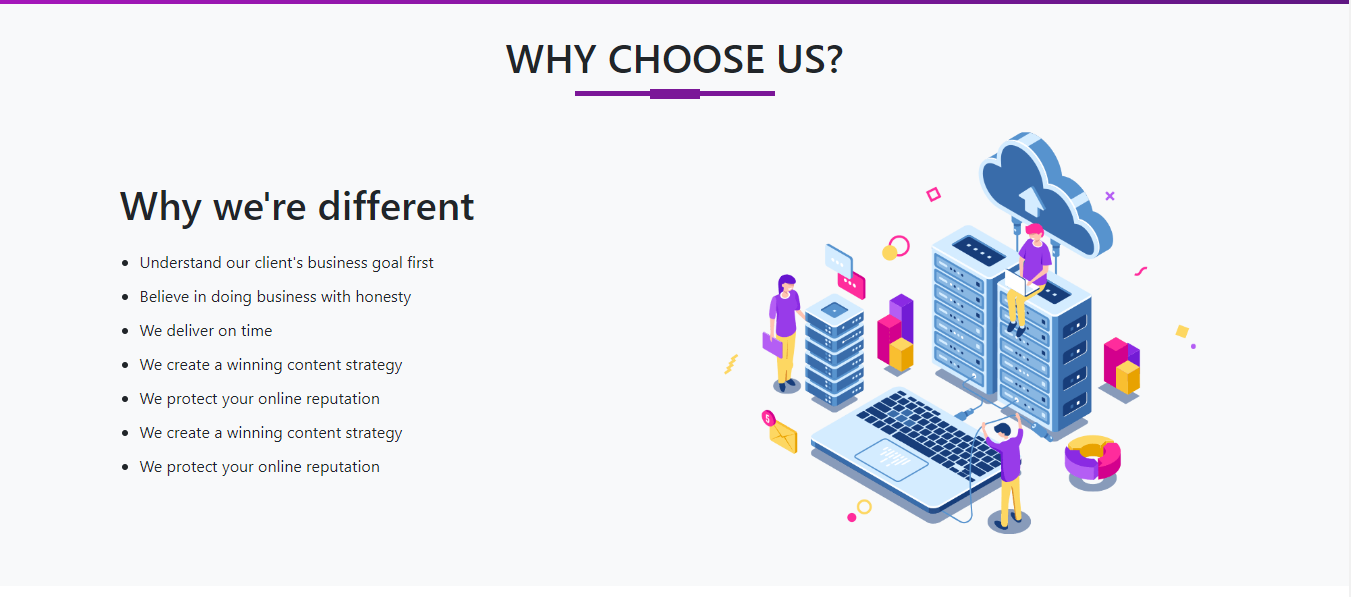 WHY CHOOSE US?
Why we're different
Understand our client's business goal first
Believe in doing business with honesty
We deliver on time
We create a winning content strategy
We protect your online reputation
We create a winning content strategy
We protect your online reputation